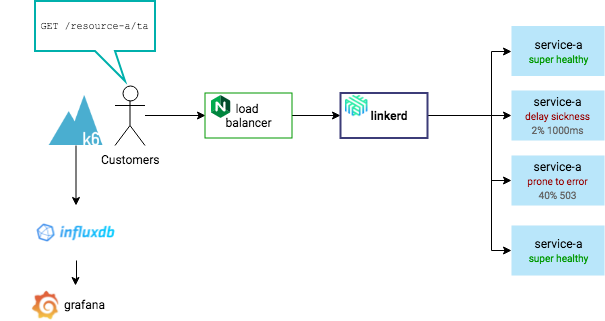 GET /resource-a/ta
k6
Customers
N
load
balancer
linkerd
service-a
super healthy
service-a
delay sickness
2% 1000ms
service-a
prone to error
40% 503
service-a
super healthy
influxdb
grafana